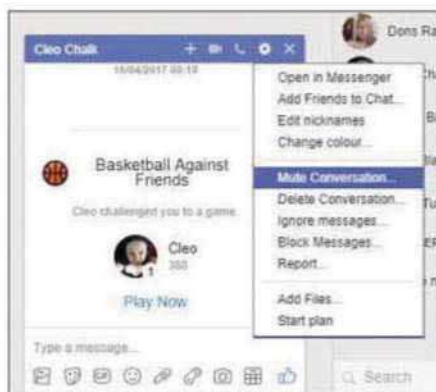 Cleo Chalk
Basketball Against
Friends
Cleo challenged you to a game.
Cleo
Play Now
Type a message...
Open in Messenger
Add Friends to Chat...
Edit nicknames
Change colour...
Mute Conversation...
Delete Conversation...
Ignore messages...
Block Messages...
Report...
Add Files...
Start plan
Dons Ra
Search